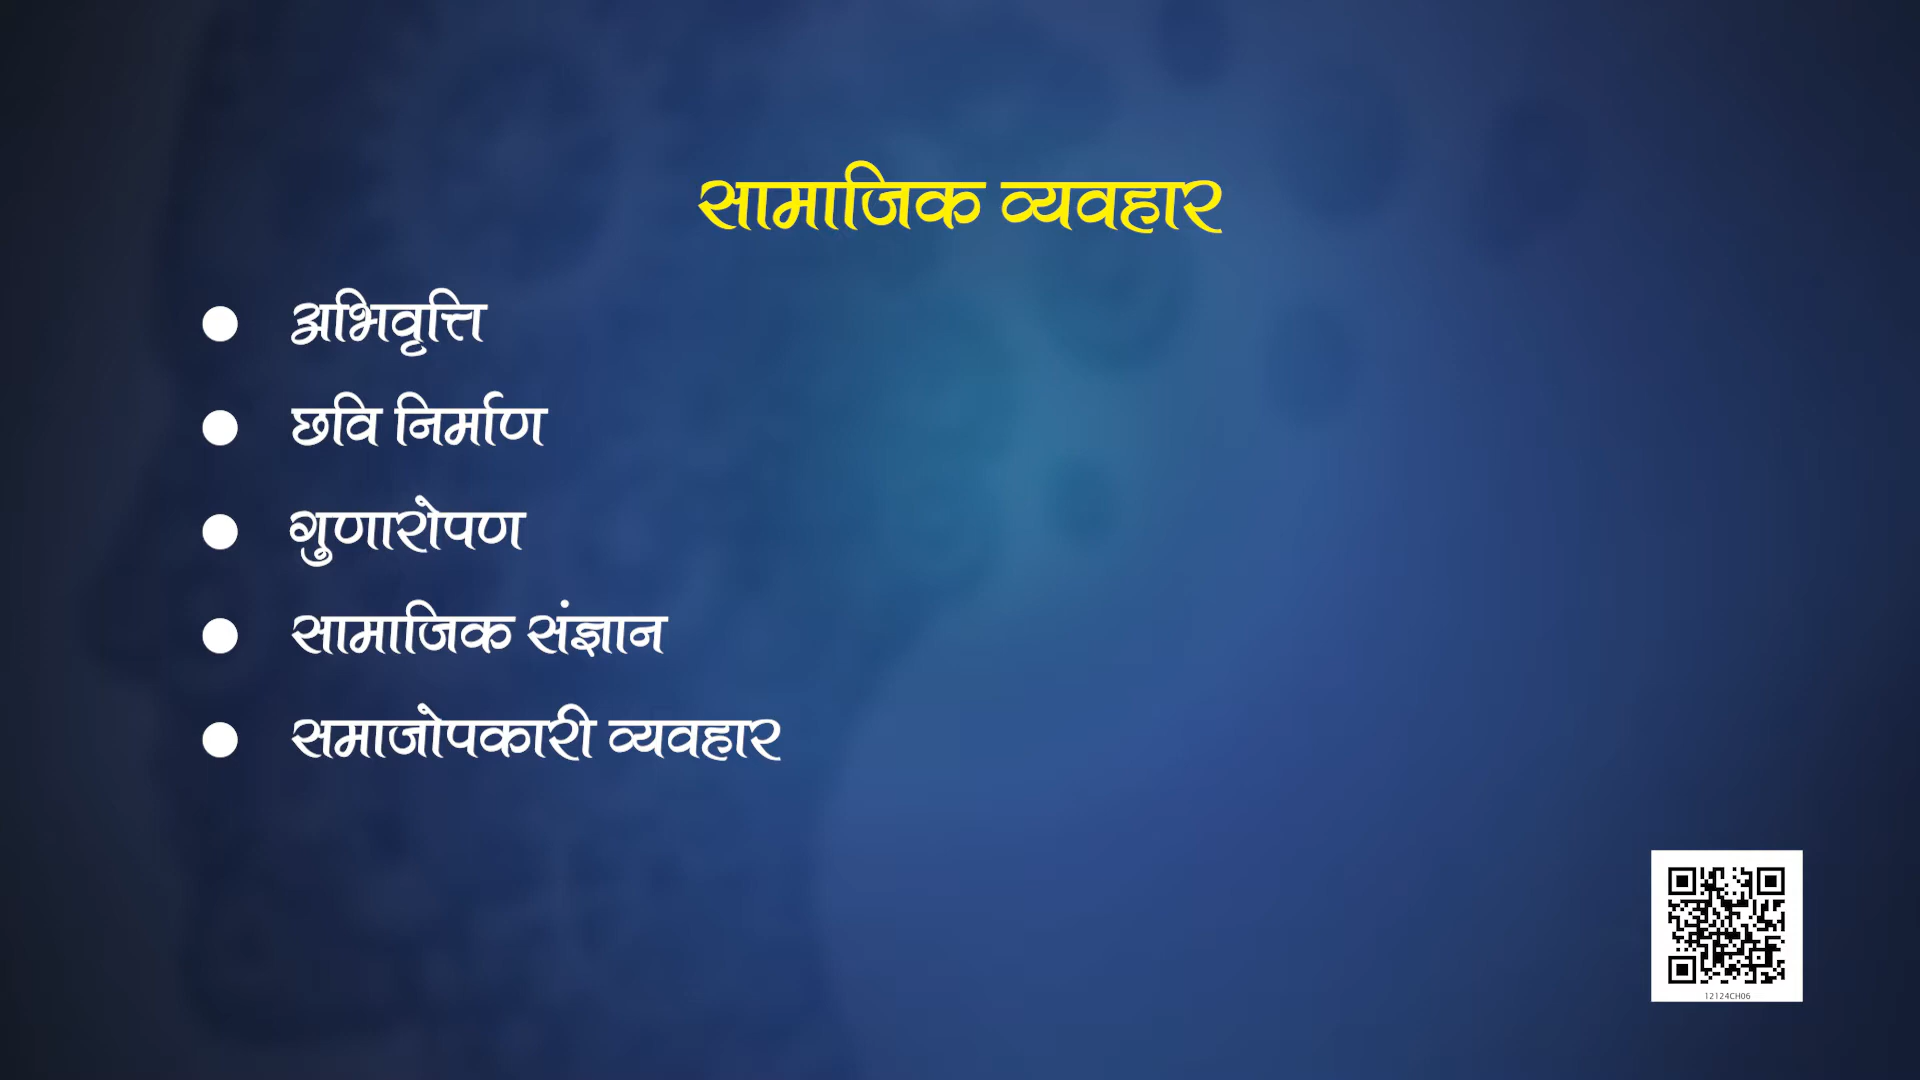 सामाजिक व्यवहार
अभिवृत्ति
छवि निर्माण
गुणारोपण
सामाजिक संज्ञान
समाजोपकारी व्यवहार
12124CH06